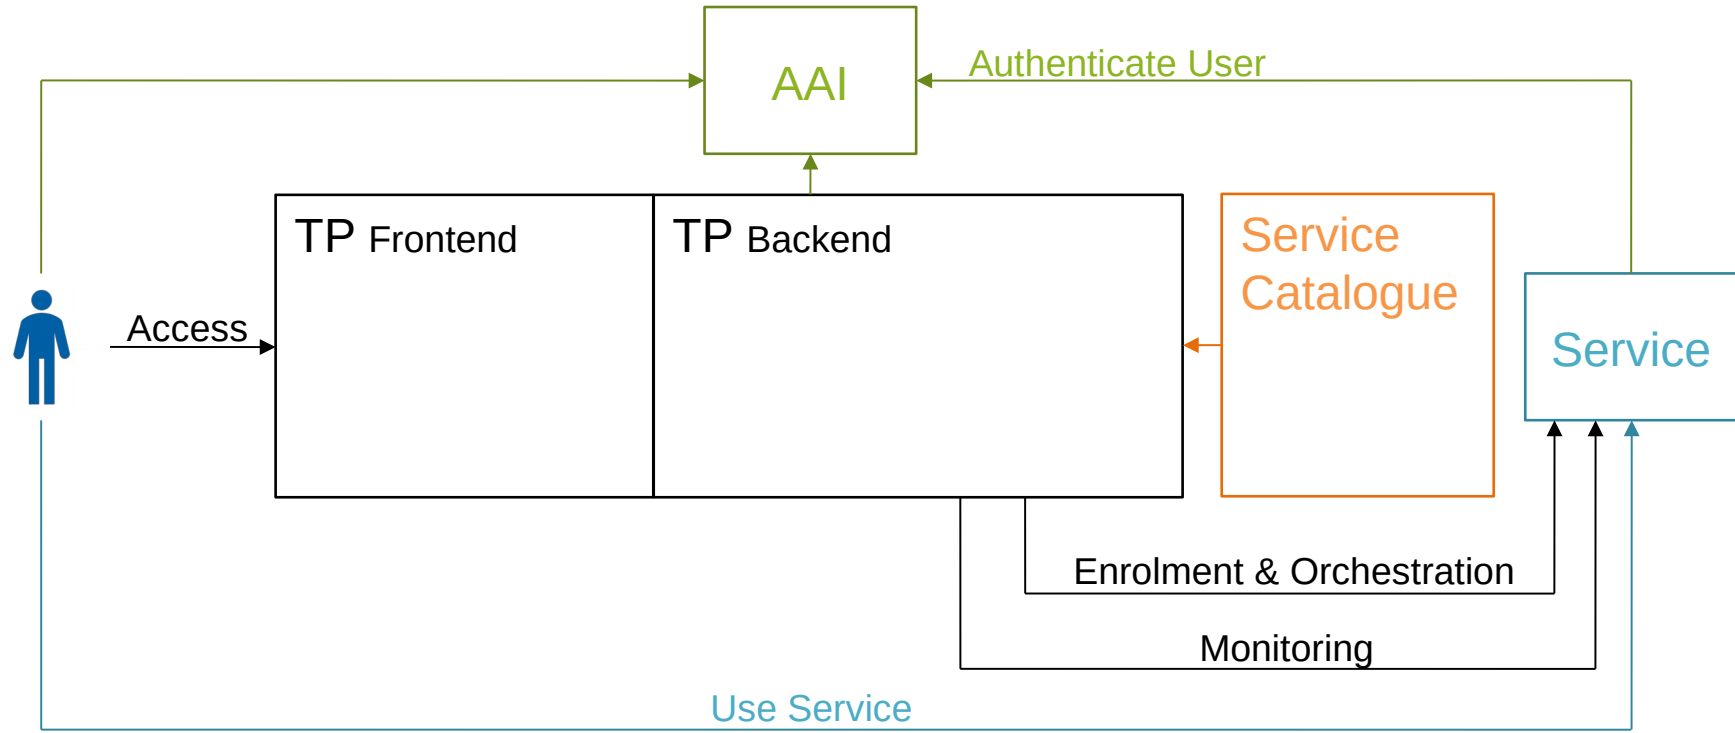 AAI
Authenticate User
TP Frontend
TP Backend
Service
Catalogue
Access
Service
Enrolment & Orchestration
Monitoring
Use Service